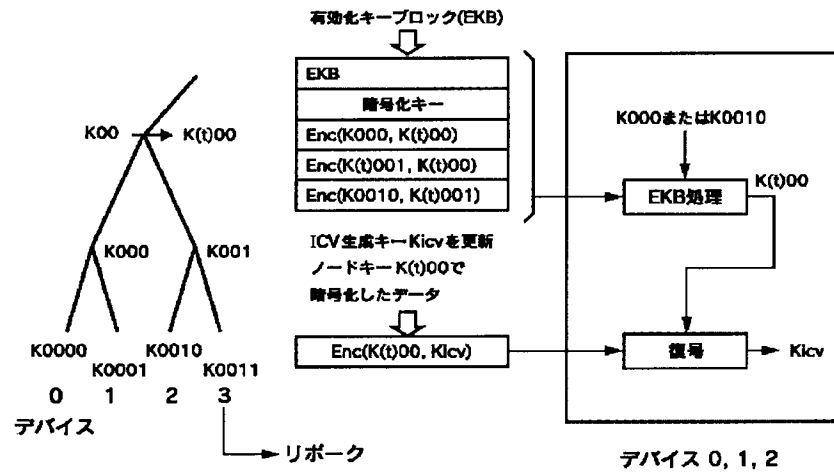 有効化キーブロック(EKB)
EKB
暗号化キー
Enc(K000, K(t)00)
Enc(K(t)001, K(t)00)
Enc(K0010, K(t)001)
K00
K(t)00
K000
K001
K0000
K0001
K0010
K0011
0
1
2
3
デバイス
リボーク
ICV生成キーKicvを更新
ノードキーK(t)00で
暗号化したデータ
Enc(K(t)00, Kicv)
K000またはK0010
K(t)00
EKB処理
復号
Kicv
デバイス 0, 1, 2